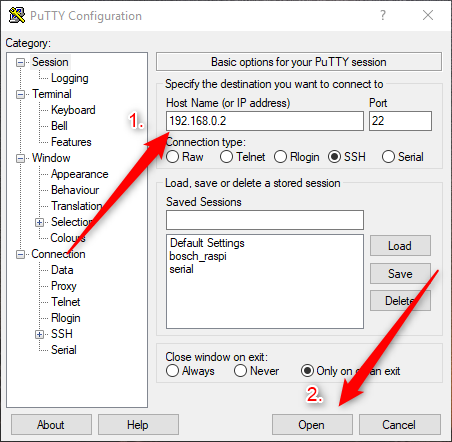 PuTTY Configuration
Category:
Session
Logging
Terminal
Keyboard
Bell
Features
Window
Appearance
Behaviour
Translation
Selection
Colours
Connection
Data
Proxy
Telnet
Rlogin
SSH
Serial
Basic options for your PuTTY session
Specify the destination you want to connect to
Host Name (or IP address) Port
1.
192.168.0.2 22
Connection type:
Raw Telnet Rlogin SSH Serial
Load, save or delete a stored session
Saved Sessions
Default Settings
bosch_raspi
serial
Load
Save
Delete
Close window on exit:
Always Never Only on exit
2.
About Help Open Cancel